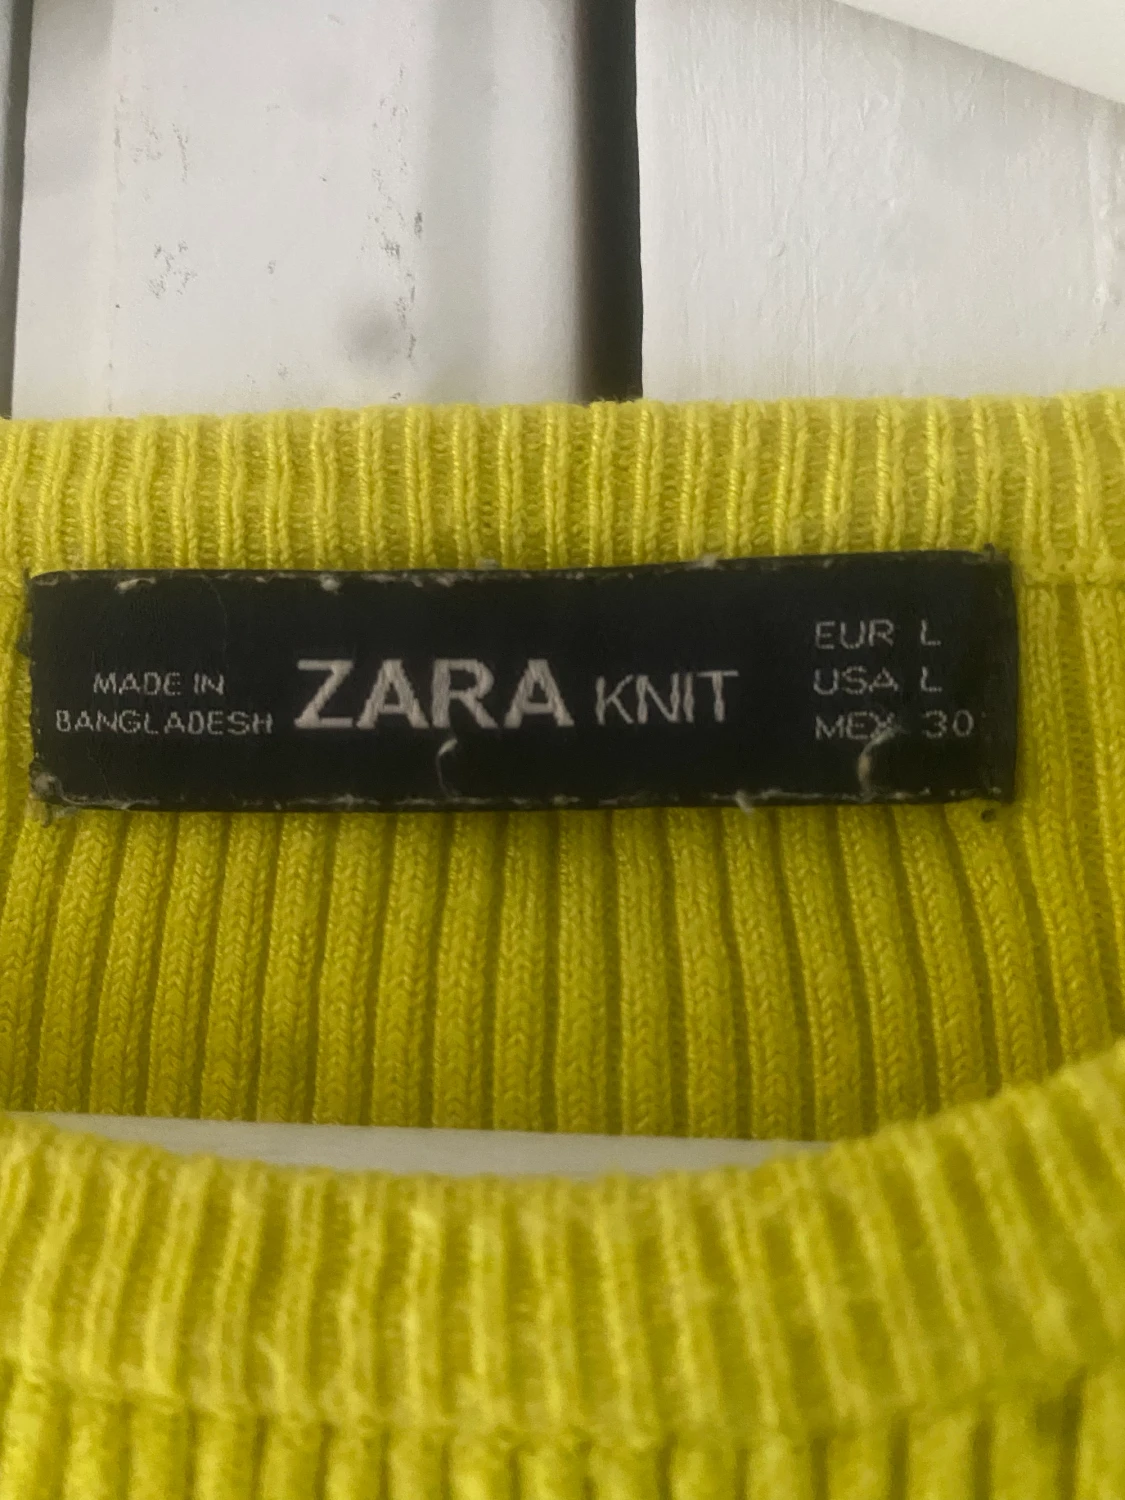 MADE IN
BANGLADESH
ZARA KNIT
EUR L
USA L
MEX 30